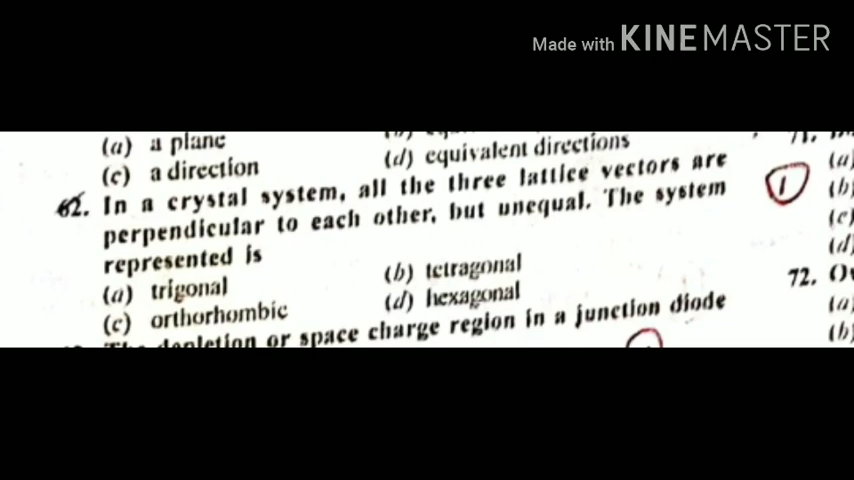 Made with KINEMASTER
(a) a plane
(d) equivalent directions
(c) a direction
62. In a crystal system, all the three lattice vectors are
perpendicular to each other, but unequal. The system
represented is
(a) trigonal (b) tetragonal
(c) orthorhombic (d) hexagonal
depletion or space charge region in a junction diode
1
71.
(a)
(b)
(c)
(d)
72.
(a)
(b)